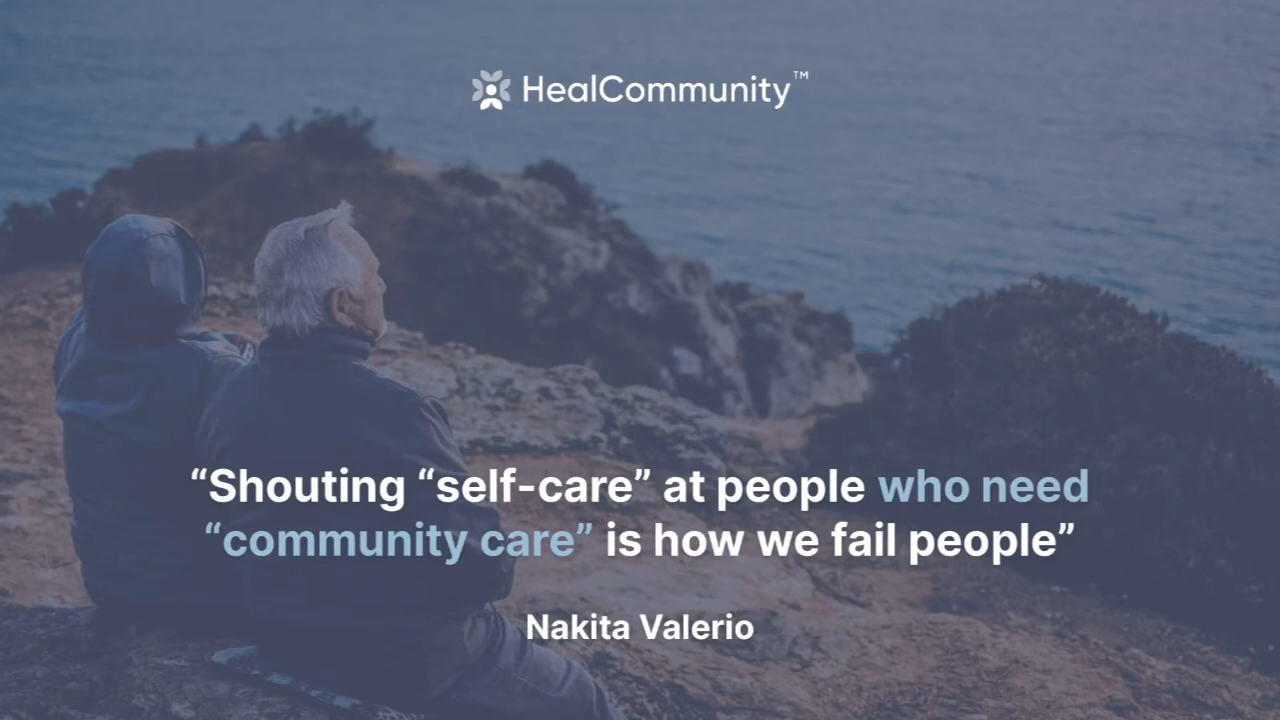 HealCommunity™
“Shouting “self-care” at people who need
“community care” is how we fail people”
Nakita Valerio